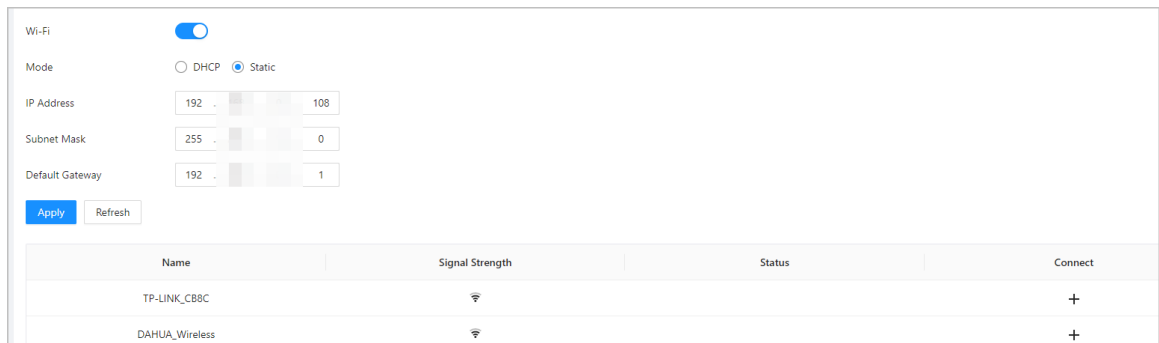 Wi-Fi
Mode DHCP Static
IP Address 192 . 108
Subnet Mask 255 . 0
Default Gateway 192 . 1
Apply Refresh
Name Signal Strength Status Connect
TP-LINK_CB8C
DAHUA_Wireless